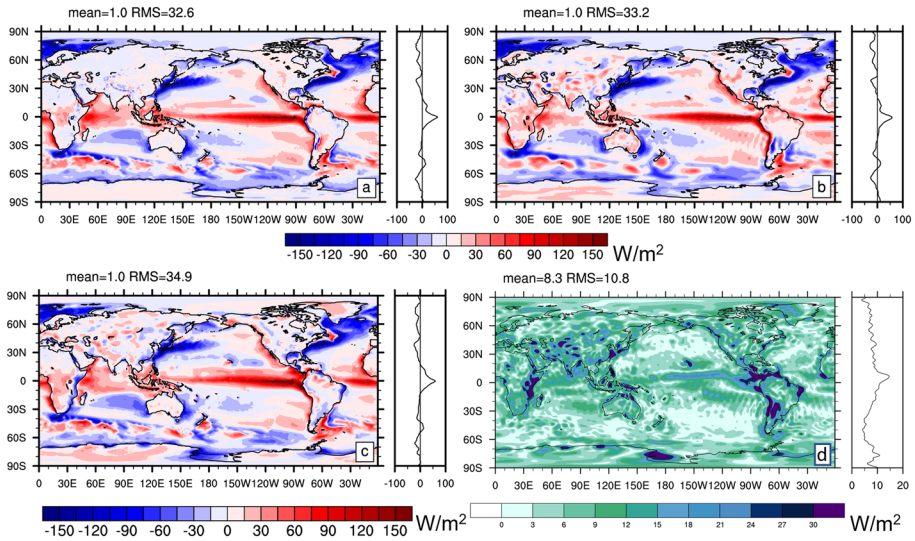 mean=1.0 RMS=32.6
90N
60N
30N
0
30S
60S
90S
0 30E 60E 90E 120E 150E 180 150W 120W 90W 60W 30W
-100 0 100
a
mean=1.0 RMS=33.2
90N
60N
30N
0
30S
60S
90S
0 30E 60E 90E 120E 150E 180 150W 120W 90W 60W 30W
-100 0 100
b
-150 -120 -90 -60 -30 0 30 60 90 120 150 W/m²
mean=1.0 RMS=34.9
90N
60N
30N
0
30S
60S
90S
0 30E 60E 90E 120E 150E 180 150W 120W 90W 60W 30W
-100 0 100
c
-150 -120 -90 -60 -30 0 30 60 90 120 150 W/m²
mean=8.3 RMS=10.8
90N
60N
30N
0
30S
60S
90S
0 30E 60E 90E 120E 150E 180 150W 120W 90W 60W 30W
0 10 20
d
0 3 6 9 12 15 18 21 24 27 30 W/m²